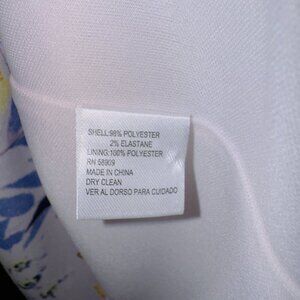 SHELL:98% POLYESTER
2% ELASTANE
LINING:100% POLYESTER
RN 58909
MADE IN CHINA
DRY CLEAN
VER AL DORSO PARA CUIDADO